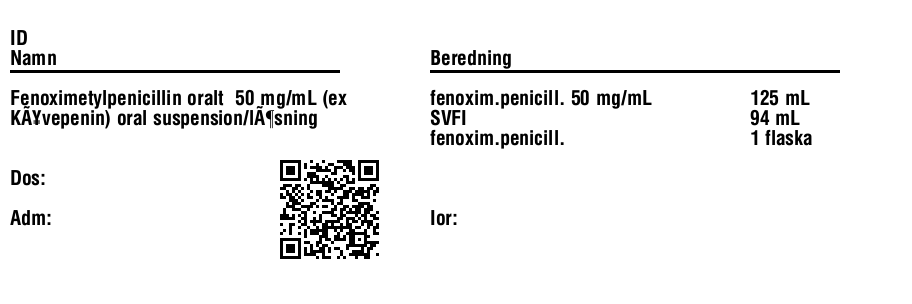 ID
Namn
Beredning
Fenoximetylpenicillin oralt 50 mg/mL (ex
KÃ¥vepenin) oral suspension/lÃ¶sning
fenoxim.penicill. 50 mg/mL 125 mL
SVFI 94 mL
fenoxim.penicill. 1 flaska
Dos:
Adm:
Ior: